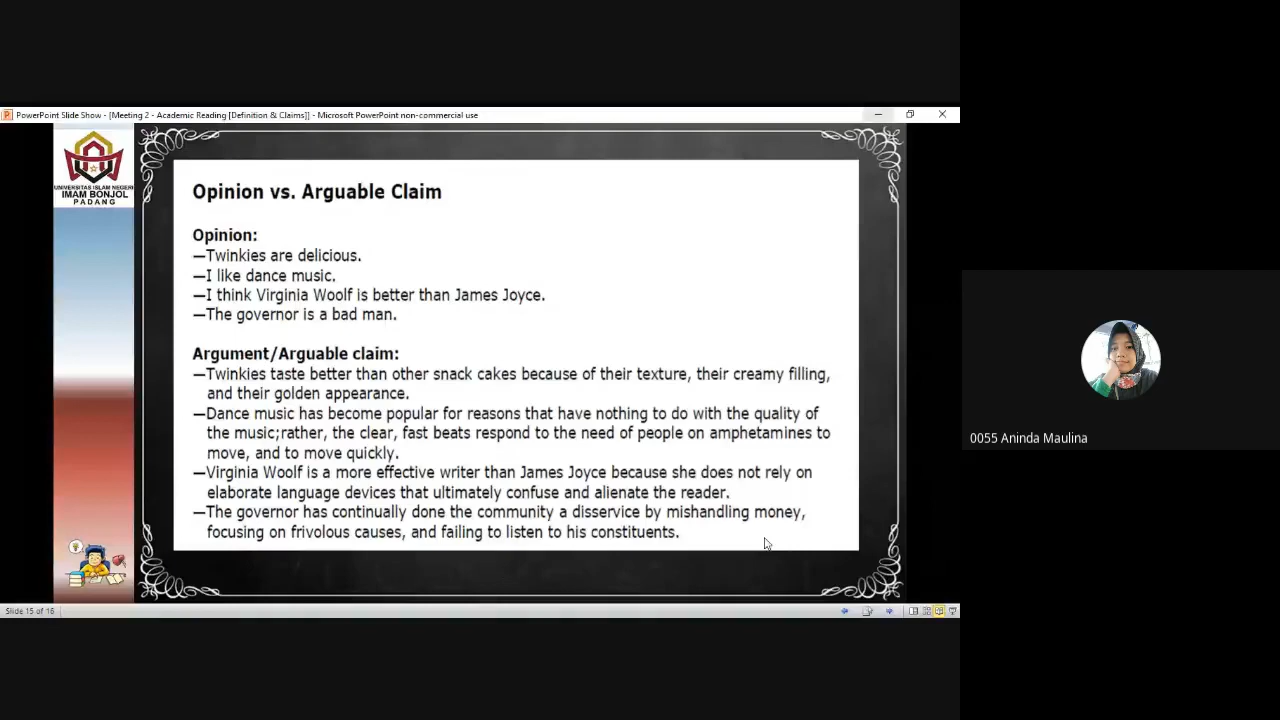 PowerPoint Slide Show - [Meeting 2 - Academic Reading [Definition & Claims]] - Microsoft PowerPoint non-commercial use
UNIVERSITAS ISLAM NEGERI
IMAM BONJOL
PADANG
Opinion vs. Arguable Claim
Opinion:
—Twinkies are delicious.
—I like dance music.
—I think Virginia Woolf is better than James Joyce.
—The governor is a bad man.
Argument/Arguable claim:
—Twinkies taste better than other snack cakes because of their texture, their creamy filling,
and their golden appearance.
—Dance music has become popular for reasons that have nothing to do with the quality of
the music;rather, the clear, fast beats respond to the need of people on amphetamines to
move, and to move quickly.
—Virginia Woolf is a more effective writer than James Joyce because she does not rely on
elaborate language devices that ultimately confuse and alienate the reader.
—The governor has continually done the community a disservice by mishandling money,
focusing on frivolous causes, and failing to listen to his constituents.
Slide 15 of 16
0055 Aninda Maulina